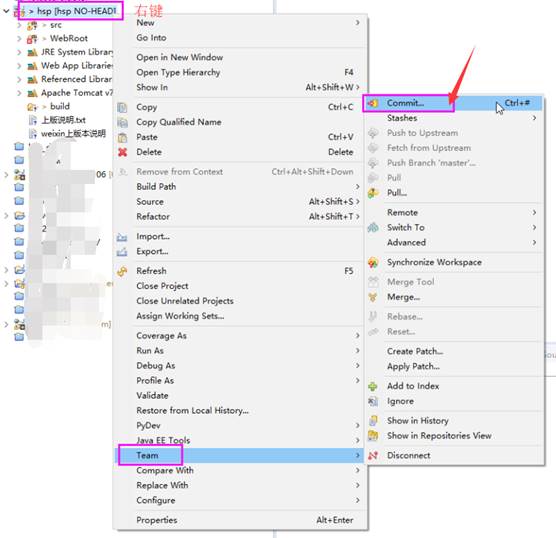 > hsp [hsp NO-HEAD]
右键
> src
WebRoot
JRE System Library
Web App Libraries
Referenced Libraries
Apache Tomcat v7
> build
上版说明.txt
weixin上版本说明
06
New
Go Into
Open in New Window
Open Type Hierarchy F4
Show In Alt+Shift+W
Copy Ctrl+C
Copy Qualified Name
Paste Ctrl+V
Delete Delete
Remove from Context Ctrl+Alt+Shift+Down
Build Path
Source Alt+Shift+S
Refactor Alt+Shift+T
Import...
Export...
Refresh F5
Close Project
Close Unrelated Projects
Assign Working Sets...
Coverage As
Run As
Debug As
Profile As
Validate
Restore from Local History...
PyDev
Java EE Tools
Team
Compare With
Replace With
Configure
Properties Alt+Enter
Commit... Ctrl+#
Stashes
Push to Upstream
Fetch from Upstream
Push Branch 'master'...
Pull
Pull...
Remote
Switch To
Advanced
Synchronize Workspace
Merge Tool
Merge...
Rebase...
Reset...
Create Patch...
Apply Patch...
Add to Index
Ignore
Show in History
Show in Repositories View
Disconnect